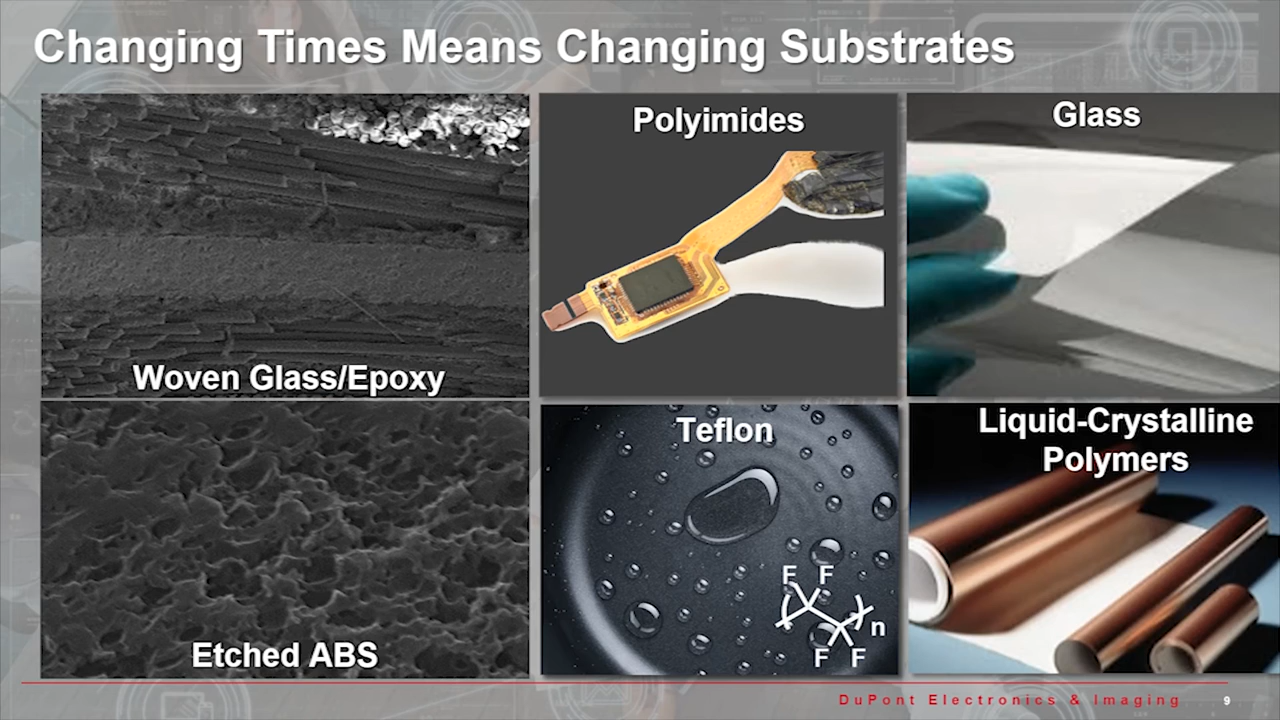 Changing Times Means Changing Substrates
Woven Glass/Epoxy
Polyimides
Glass
Etched ABS
Teflon
F F
n
F F
Liquid-Crystalline
Polymers
DuPont Electronics & Imaging
9